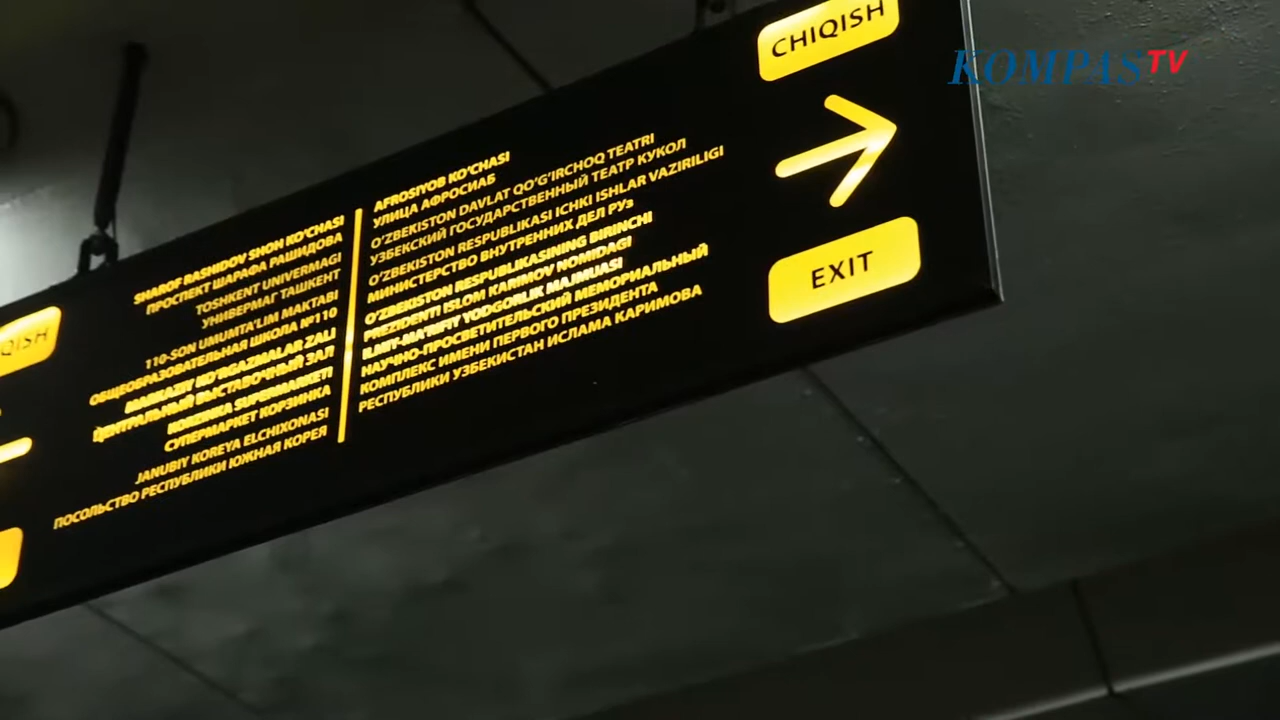 CHIQISH
KOMPASTV
AFROSIYOB KO'CHASI
УЛИЦА АФРОСИАБ
O'ZBEKISTON DAVLAT QO'G'IRCHOQ TEATRI
УЗБЕКСКИЙ ГОСУДАРСТВЕННЫЙ ТЕАТР КУКОЛ
O'ZBEKISTON RESPUBLIKASI ICHKI ISHLAR VAZIRILIGI
МИНИСТЕРСТВО ВНУТРЕННИХ ДЕЛ РУз
O'ZBEKISTON RESPUBLIKASINING BIRINCHI
PREZIDENTI ISLOM KARIMOV NOMIDAGI
ILMIY-MA'RIFIY YODGORLIK MAJMUASI
НАУЧНО-ПРОСВЕТИТЕЛЬСКИЙ МЕМОРИАЛЬНЫЙ
КОМПЛЕКС ИМЕНИ ПЕРВОГО ПРЕЗИДЕНТА
РЕСПУБЛИКИ УЗБЕКИСТАН ИСЛАМА КАРИМОВА
EXIT
SHAROF RASHIDOV SHOH KO'CHASI
ПРОСПЕКТ ШАРАФА РАШИДОВА
TOSHKENT UNIVERMAGI
УНИВЕРМАГ ТАШКЕНТ
110-SON UMUMTA'LIM MAKTABI
ОБЩЕОБРАЗОВАТЕЛЬНАЯ ШКОЛА №110
MARKAZIY KO'RGAZMALAR ZALI
ЦЕНТРАЛЬНЫЙ ВЫСТАВОЧНЫЙ ЗАЛ
KORZINKA SUPERMARKETI
СУПЕРМАРКЕТ КОРЗИНКА
JANUBIY KOREYA ELCHIXONASI
ПОСОЛЬСТВО РЕСПУБЛИКИ ЮЖНАЯ КОРЕЯ
QISH